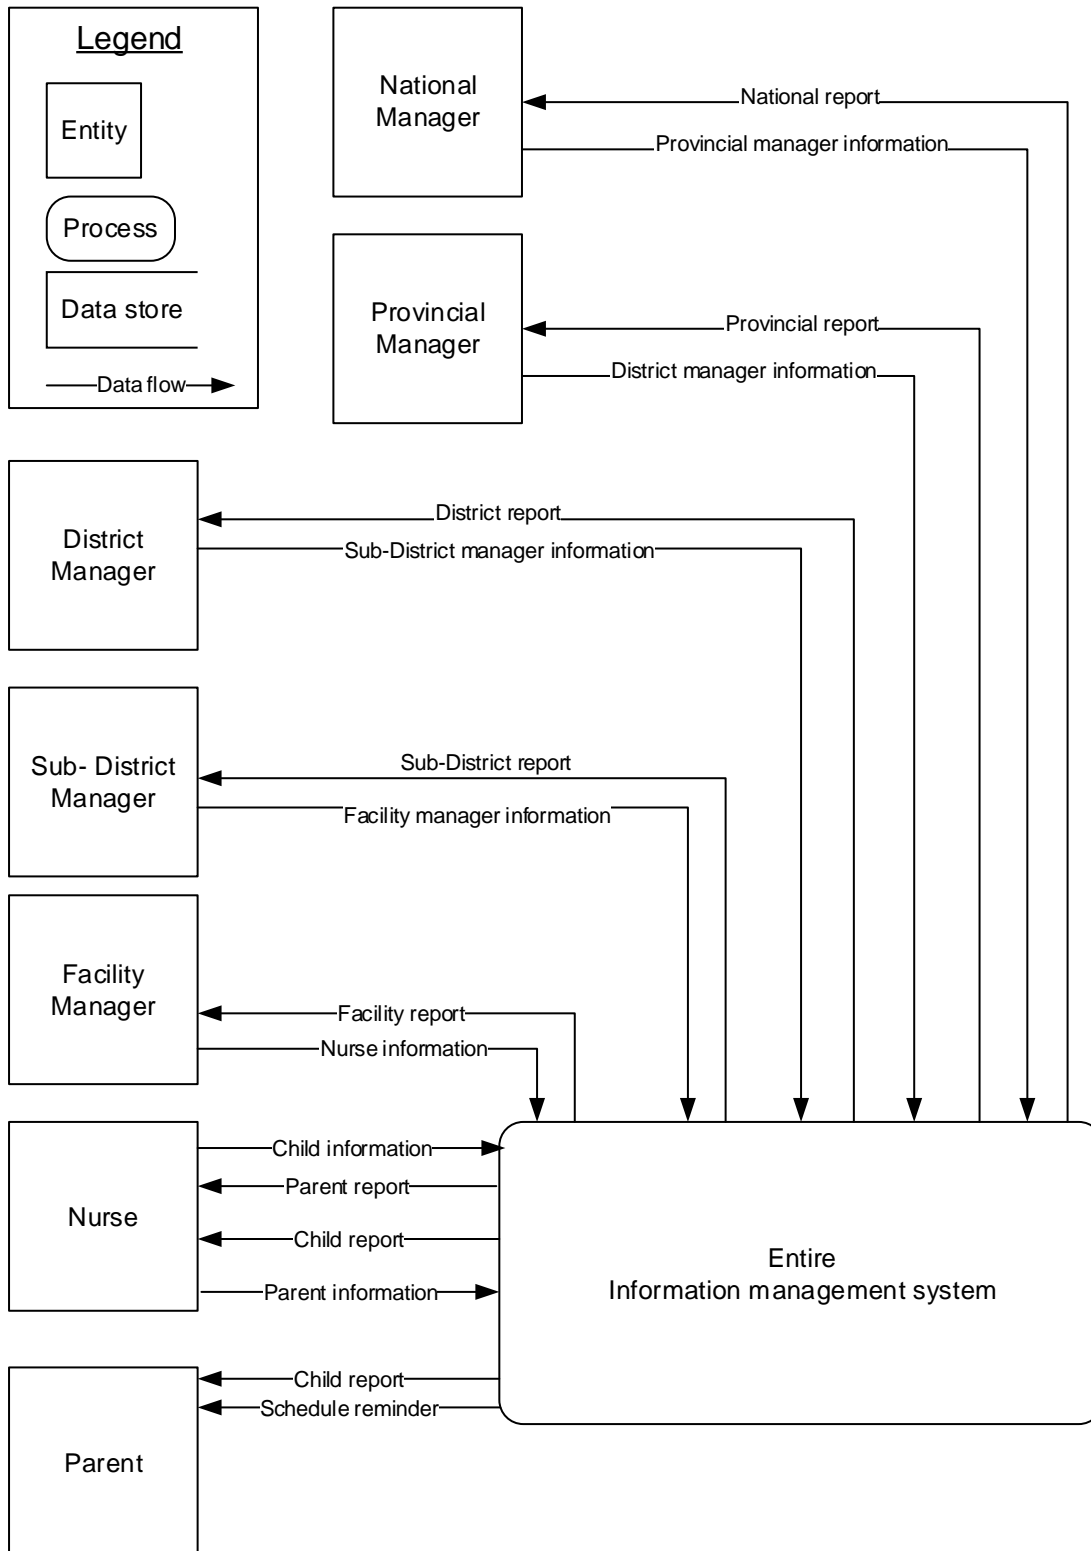 Legend
Entity
Process
Data store
Data flow
National
Manager
National report
Provincial manager information
Provincial
Manager
Provincial report
District manager information
District
Manager
District report
Sub-District manager information
Sub- District
Manager
Sub-District report
Facility manager information
Facility
Manager
Facility report
Nurse information
Nurse
Child information
Parent report
Child report
Parent information
Entire
Information management system
Parent
Child report
Schedule reminder